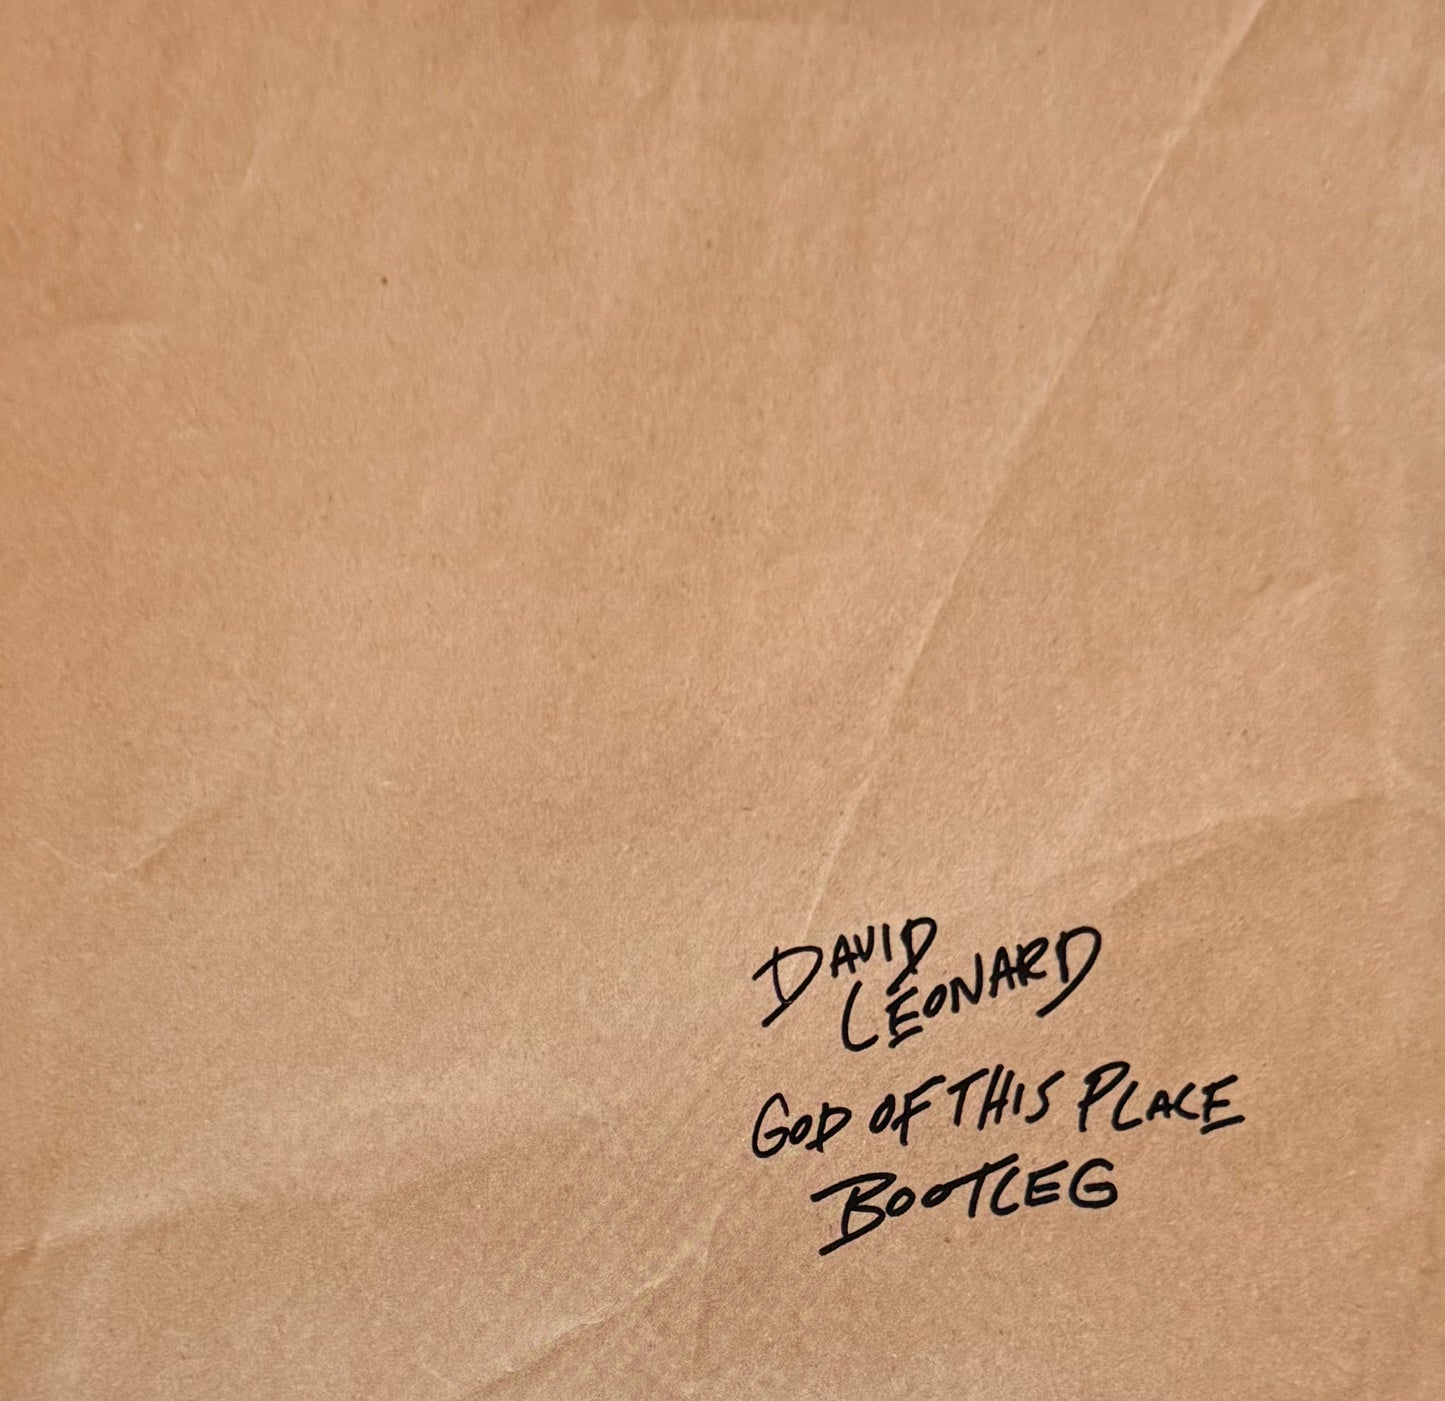 DAVID
LEONARD
GOD OF THIS PLACE
BOOTLEG